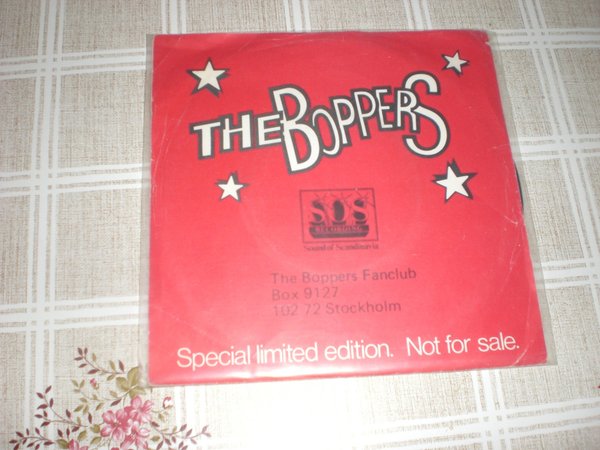 THE BOPPERS
SOS
RECORDING
Sound of Scandinavia
The Boppers Fanclub
Box 9127
102 72 Stockholm
Special limited edition. Not for sale.